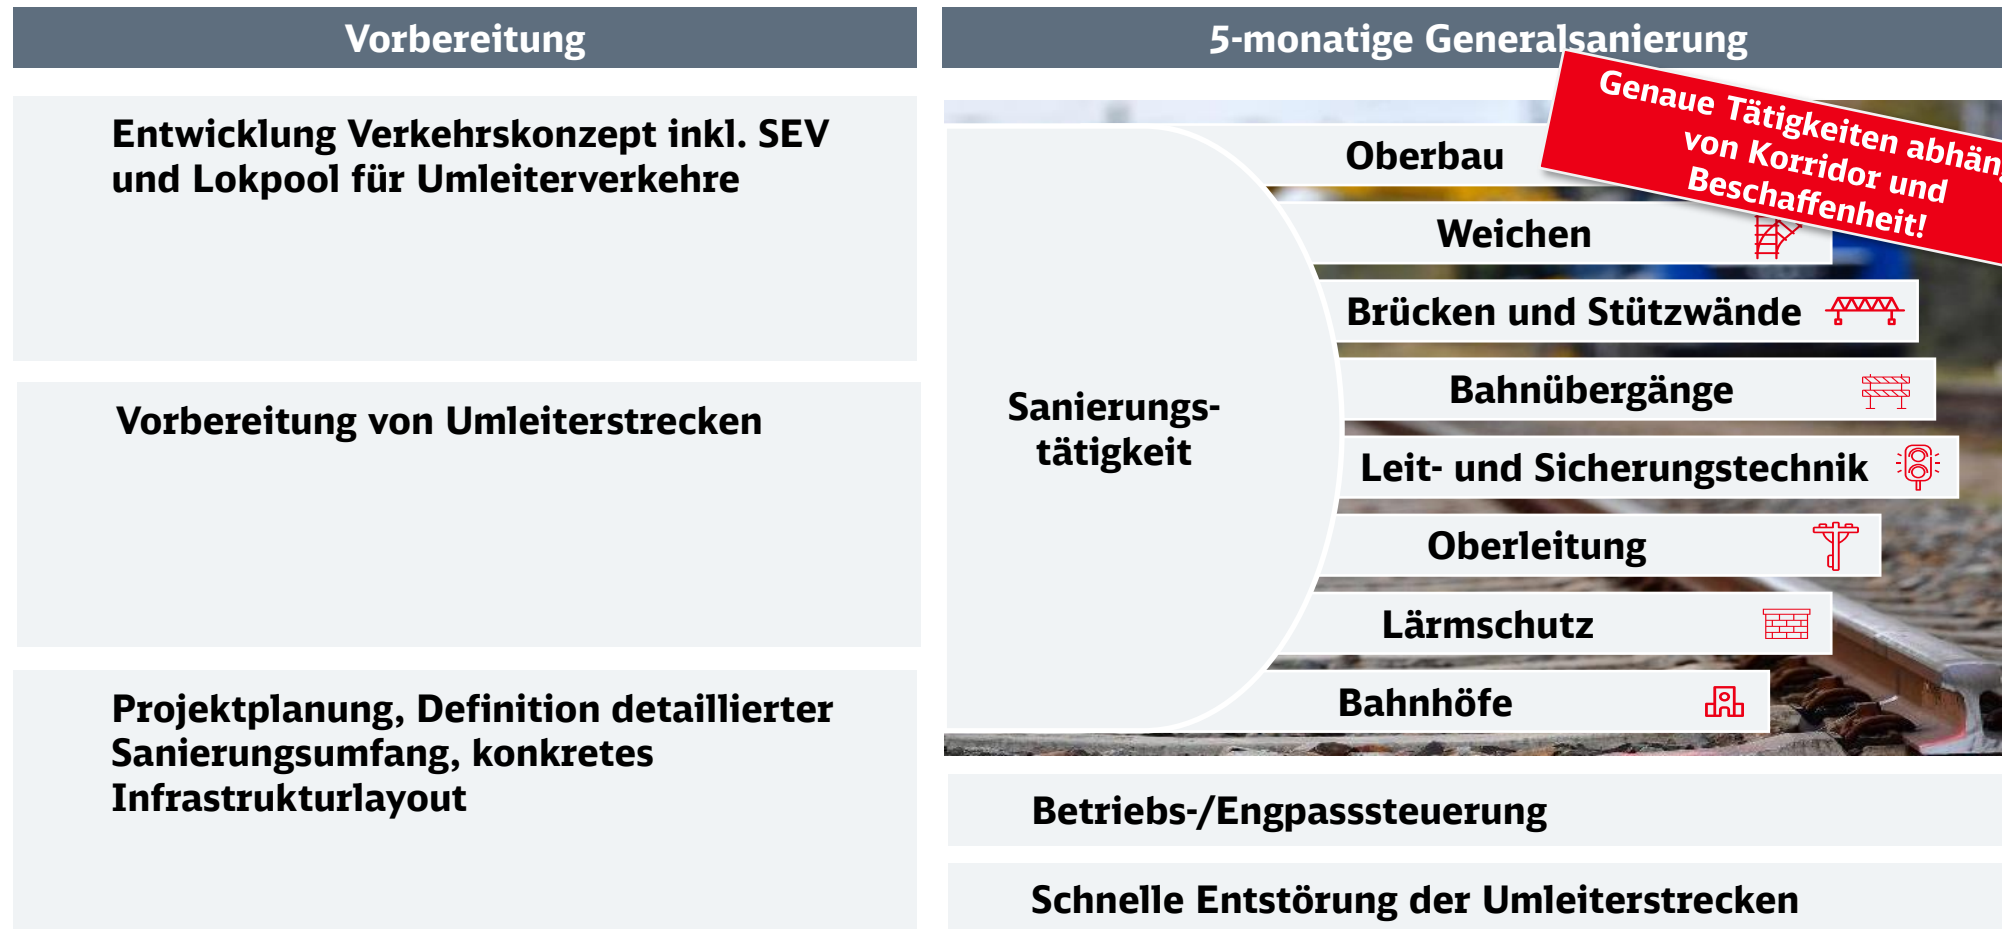 Vorbereitung
Entwicklung Verkehrskonzept inkl. SEV
und Lokpool für Umleiterverkehre
Vorbereitung von Umleiterstrecken
Projektplanung, Definition detaillierter
Sanierungsumfang, konkretes
Infrastrukturlayout
5-monatige Generalsanierung
Genaue Tätigkeiten
von Korridor und
Beschaffenheit!
Sanierungs-
tätigkeit
Oberbau
Weichen
Brücken und Stützwände
Bahnübergänge
Leit- und Sicherungstechnik
Oberleitung
Lärmschutz
Bahnhöfe
Betriebs-/Engpasssteuerung
Schnelle Entstörung der Umleiterstrecken